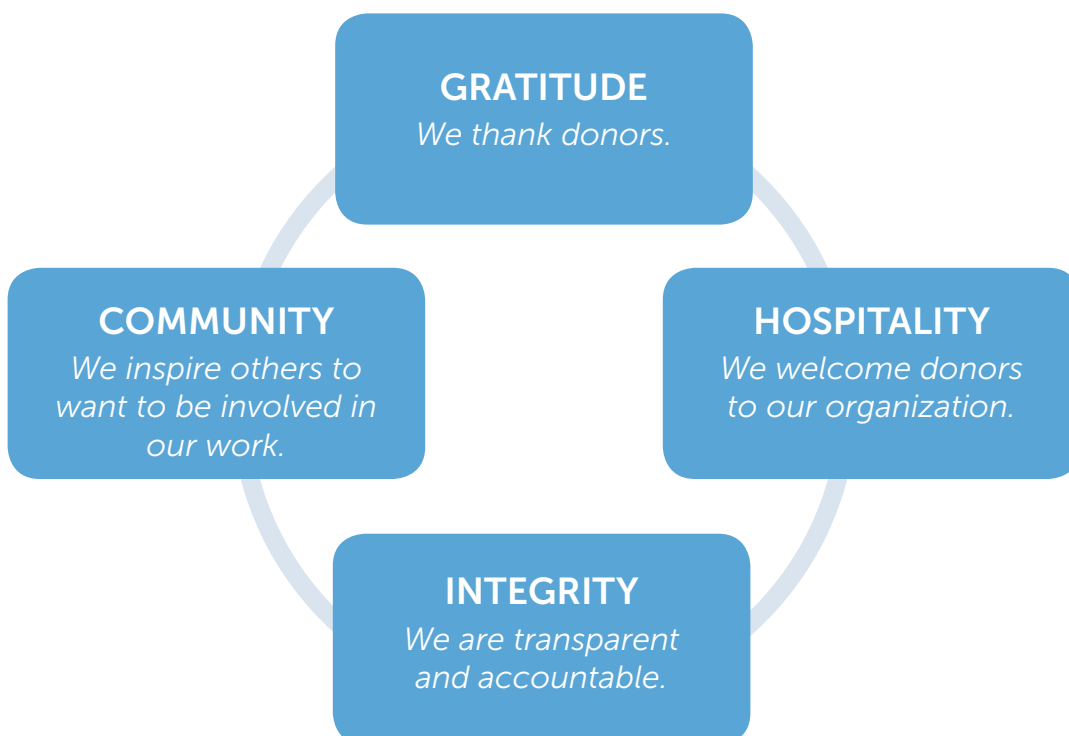 GRATITUDE
We thank donors.
COMMUNITY
We inspire others to
want to be involved in
our work.
HOSPITALITY
We welcome donors
to our organization.
INTEGRITY
We are transparent
and accountable.